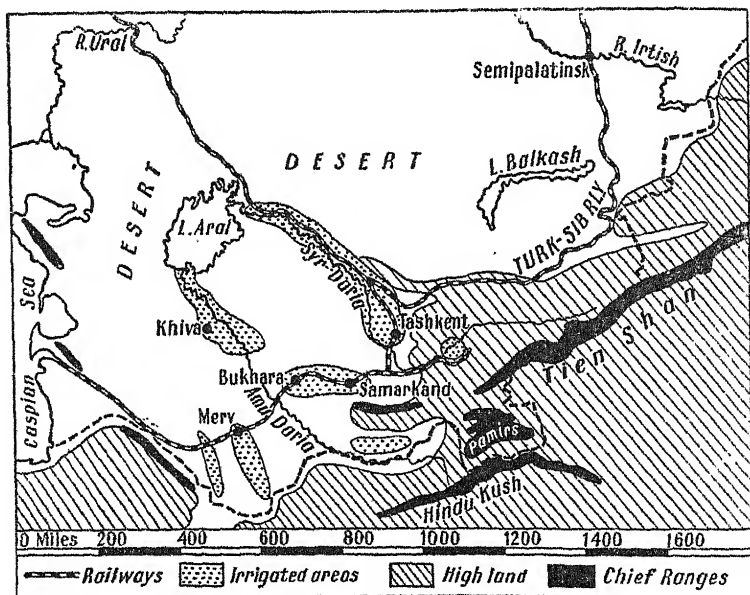 R. Ural
R. Irtish
Semipalatinsk
DESERT
L. Balkash
DESERT
L. Aral
TURK-SIB RLY
Syr-Daria
Sea
Khiva
Tashkent
Tien Shan
Bukhara
Samarkand
Caspian
Merv
Amu Daria
Pamirs
Hindu Kush
0 Miles 200 400 600 800 1000 1200 1400 1600
Railways Irrigated areas High land Chief Ranges